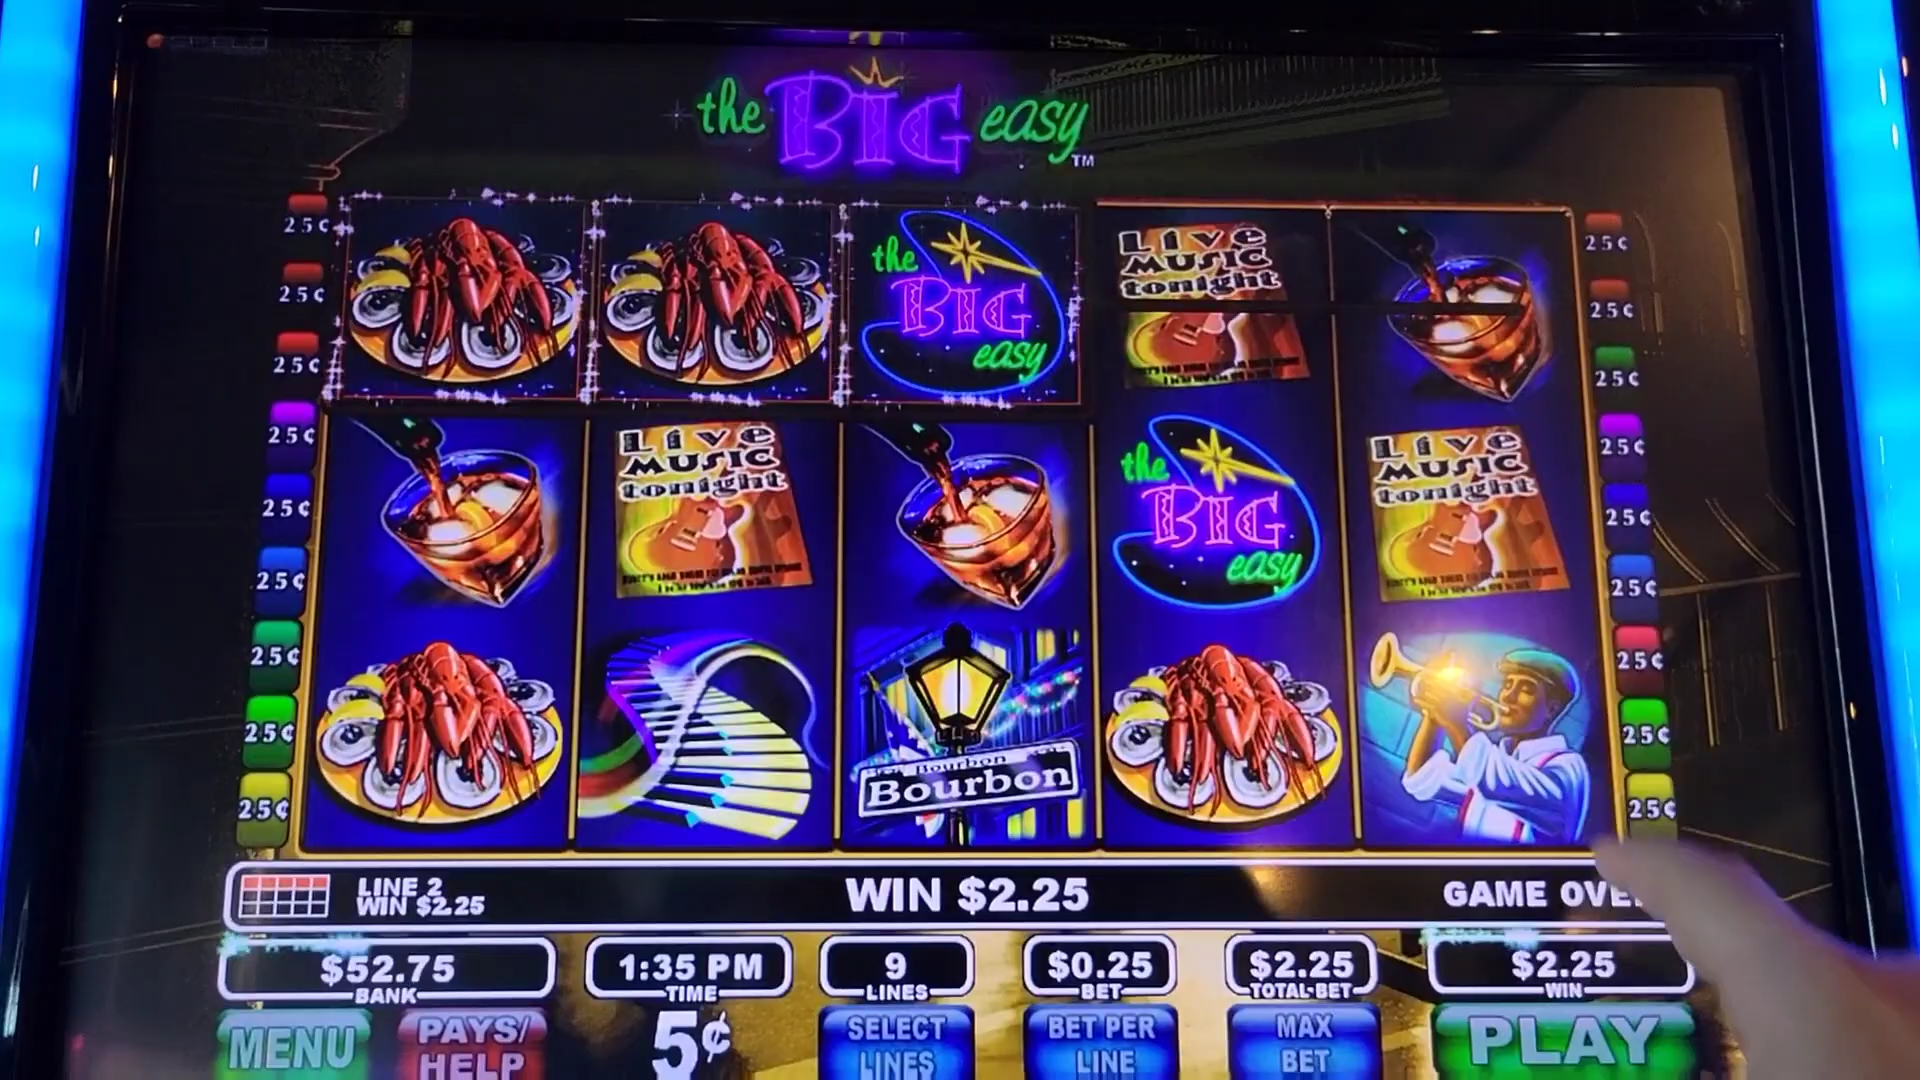 the BIG easy™
the BIG easy
Live MUSIC tonight
Live MUSIC tonight
the BIG easy
Live MUSIC tonight
Bourbon
Bourbon
25¢ 25¢
25¢ 25¢
25¢ 25¢
25¢ 25¢
25¢ 25¢
25¢ 25¢
25¢ 25¢
25¢ 25¢
25¢ 25¢
LINE 2
WIN $2.25
WIN $2.25
GAME OVE
$52.75
BANK
1:35 PM
TIME
9
LINES
$0.25
BET
$2.25
TOTAL-BET
$2.25
WIN
MENU
PAYS/
HELP
5¢
SELECT
LINES
BET PER
LINE
MAX
BET
PLAY